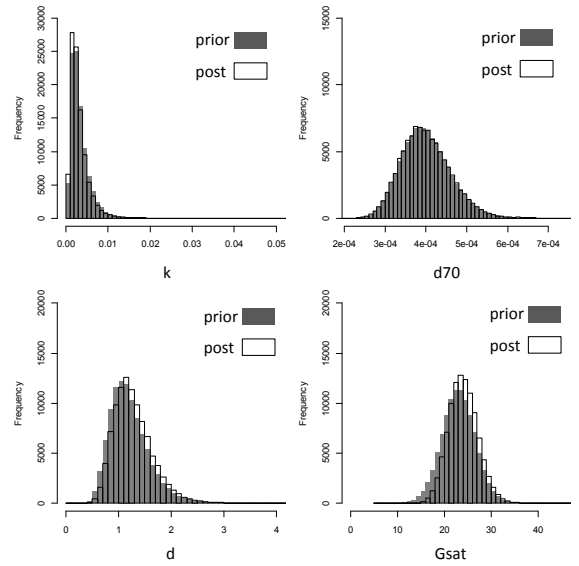 prior
post
Frequency
0
5000
10000
15000
20000
25000
30000
0.00 0.01 0.02 0.03 0.04 0.05
k
prior
post
Frequency
0
5000
10000
15000
2e-04 3e-04 4e-04 5e-04 6e-04 7e-04
d70
prior
post
Frequency
0
5000
10000
15000
20000
0 1 2 3 4
d
prior
post
Frequency
0
5000
10000
15000
20000
0 10 20 30 40
Gsat